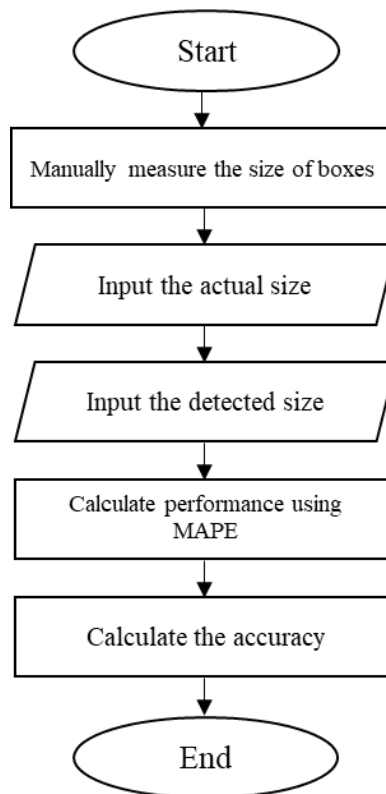 Start
Manually measure the size of boxes
Input the actual size
Input the detected size
Calculate performance using
MAPE
Calculate the accuracy
End